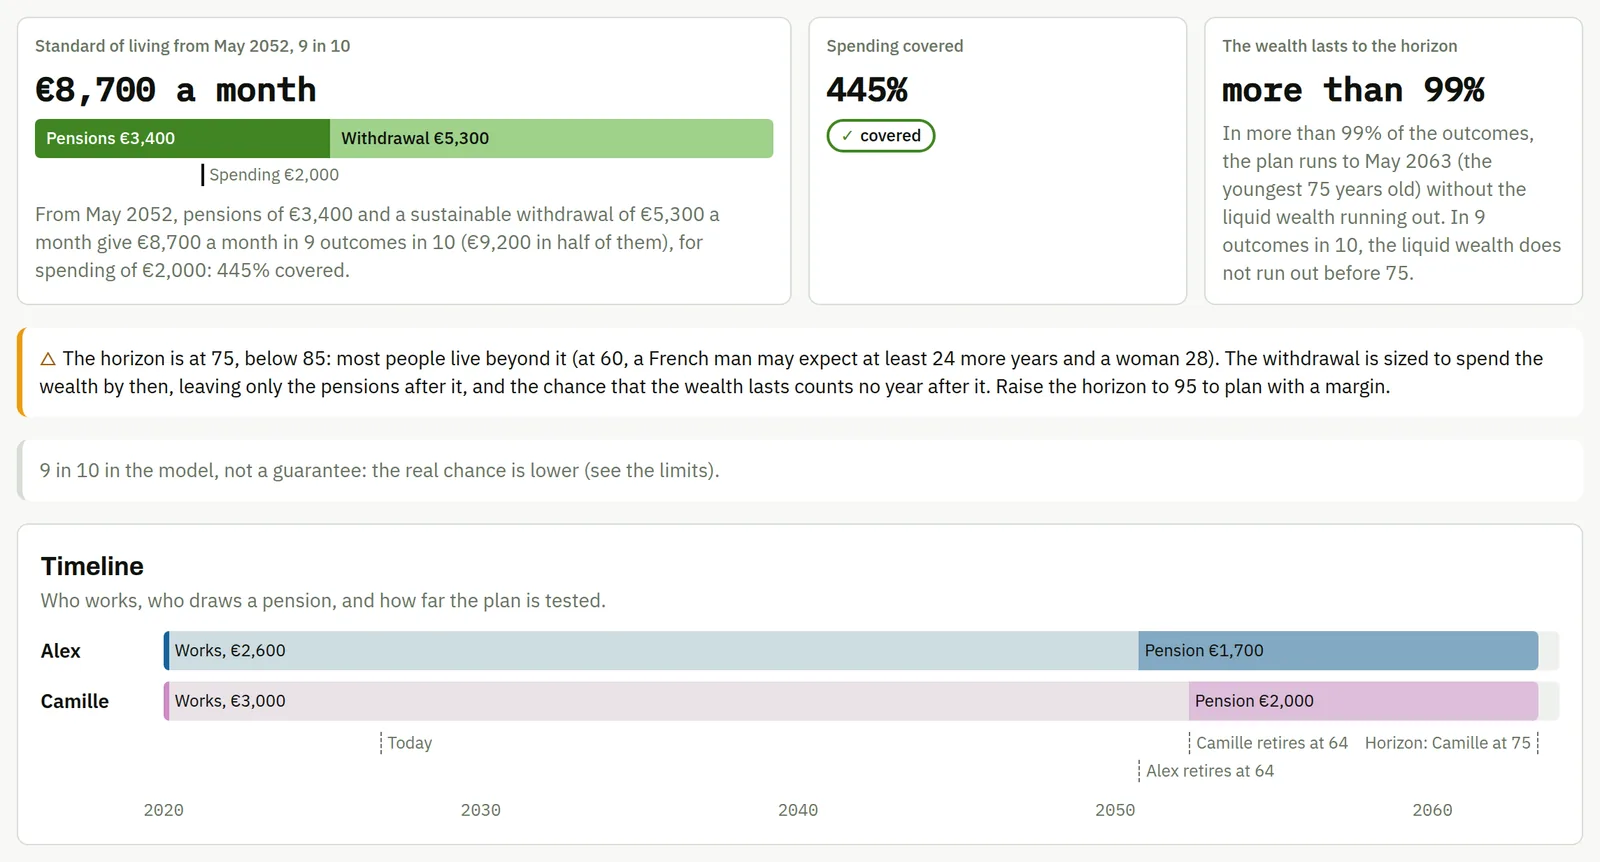 Standard of living from May 2052, 9 in 10
€8,700 a month
Pensions €3,400
Withdrawal €5,300
Spending €2,000
From May 2052, pensions of €3,400 and a sustainable withdrawal of €5,300 a
month give €8,700 a month in 9 outcomes in 10 (€9,200 in half of them), for
spending of €2,000: 445% covered.
Spending covered
445%
✓ covered
The wealth lasts to the horizon
more than 99%
In more than 99% of the outcomes,
the plan runs to May 2063 (the
youngest 75 years old) without the
liquid wealth running out. In 9
outcomes in 10, the liquid wealth does
not run out before 75.
⚠ The horizon is at 75, below 85: most people live beyond it (at 60, a French man may expect at least 24 more years and a woman 28). The withdrawal is sized to spend the
wealth by then, leaving only the pensions after it, and the chance that the wealth lasts counts no year after it. Raise the horizon to 95 to plan with a margin.
9 in 10 in the model, not a guarantee: the real chance is lower (see the limits).
Timeline
Who works, who draws a pension, and how far the plan is tested.
Alex
Works, €2,600
Pension €1,700
Camille
Works, €3,000
Pension €2,000
Today
Camille retires at 64
Horizon: Camille at 75
Alex retires at 64
2020
2030
2040
2050
2060